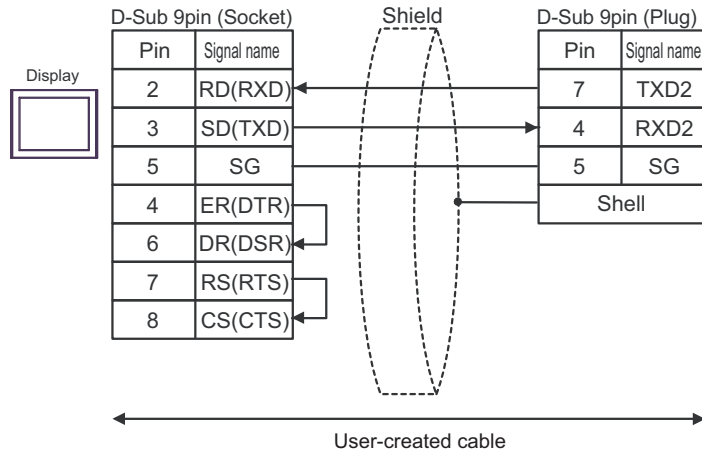 D-Sub 9pin (Socket)
Shield
D-Sub 9pin (Plug)
Display
Pin Signal name
2 RD(RXD)
3 SD(TXD)
5 SG
4 ER(DTR)
6 DR(DSR)
7 RS(RTS)
8 CS(CTS)
Pin Signal name
7 TXD2
4 RXD2
5 SG
Shell
User-created cable